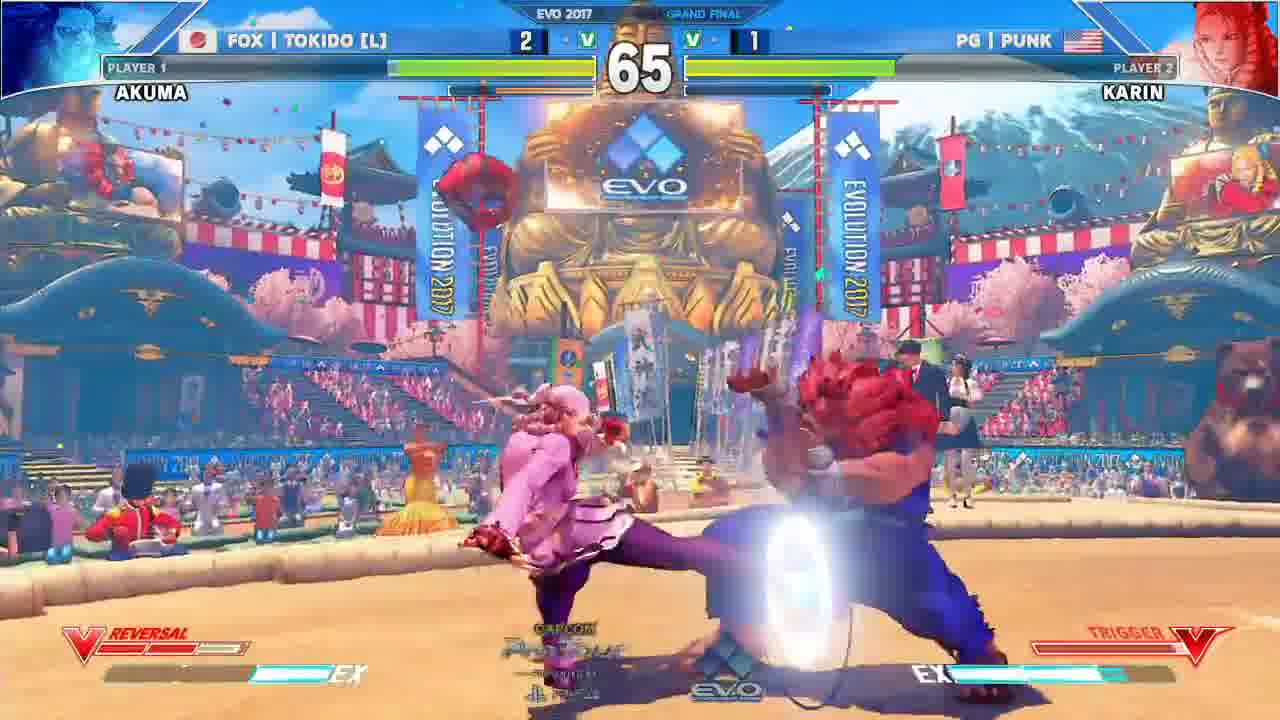 EVO 2017
GRAND FINAL
FOX | TOKIDO [L]
2
V
65
V
1
PG | PUNK
PLAYER 1
PLAYER 2
AKUMA
KARIN
EVO
EVOLUTION 2017
EVOLUTION 2017
REVERSAL
TRIGGER
EX
EX
CAPCOM
EVO